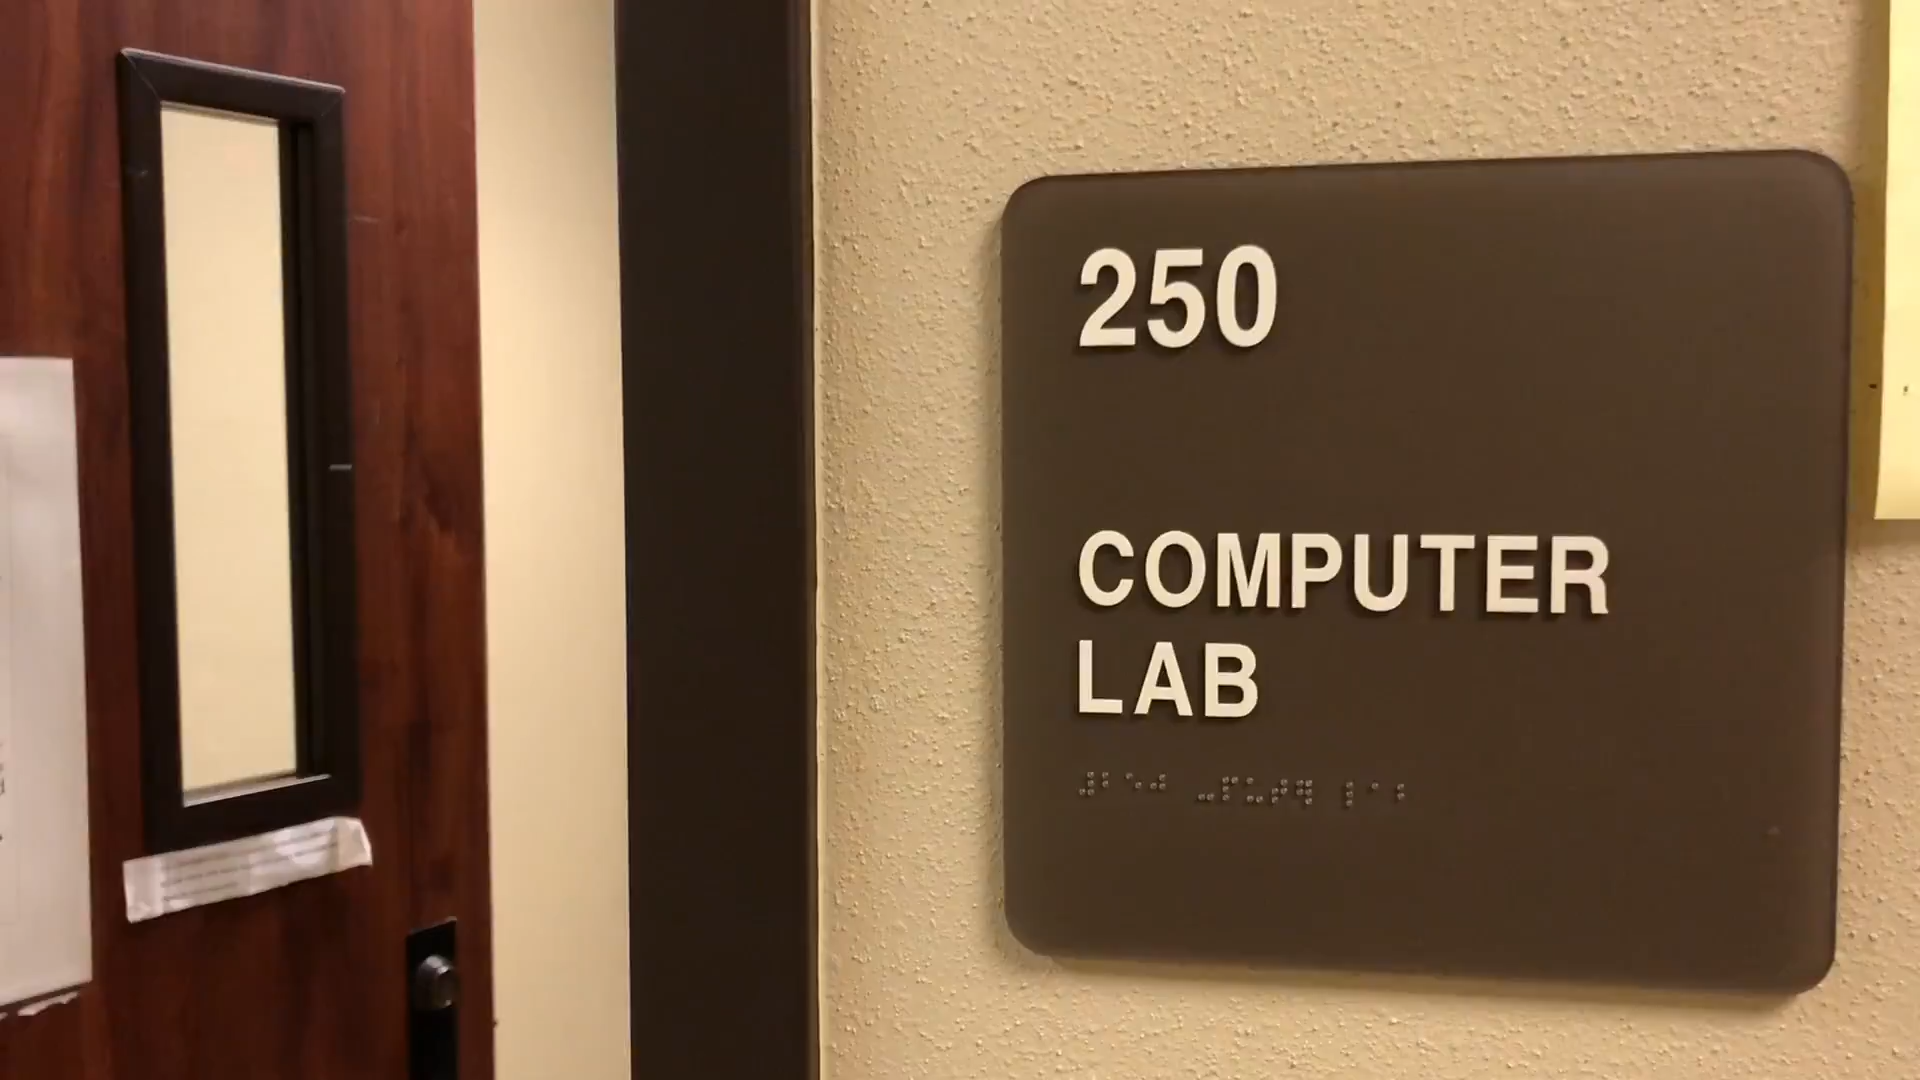 250
COMPUTER
LAB
⠼⠃⠑⠚ ⠤⠏⠥⠞⠻ ⠇⠁⠃